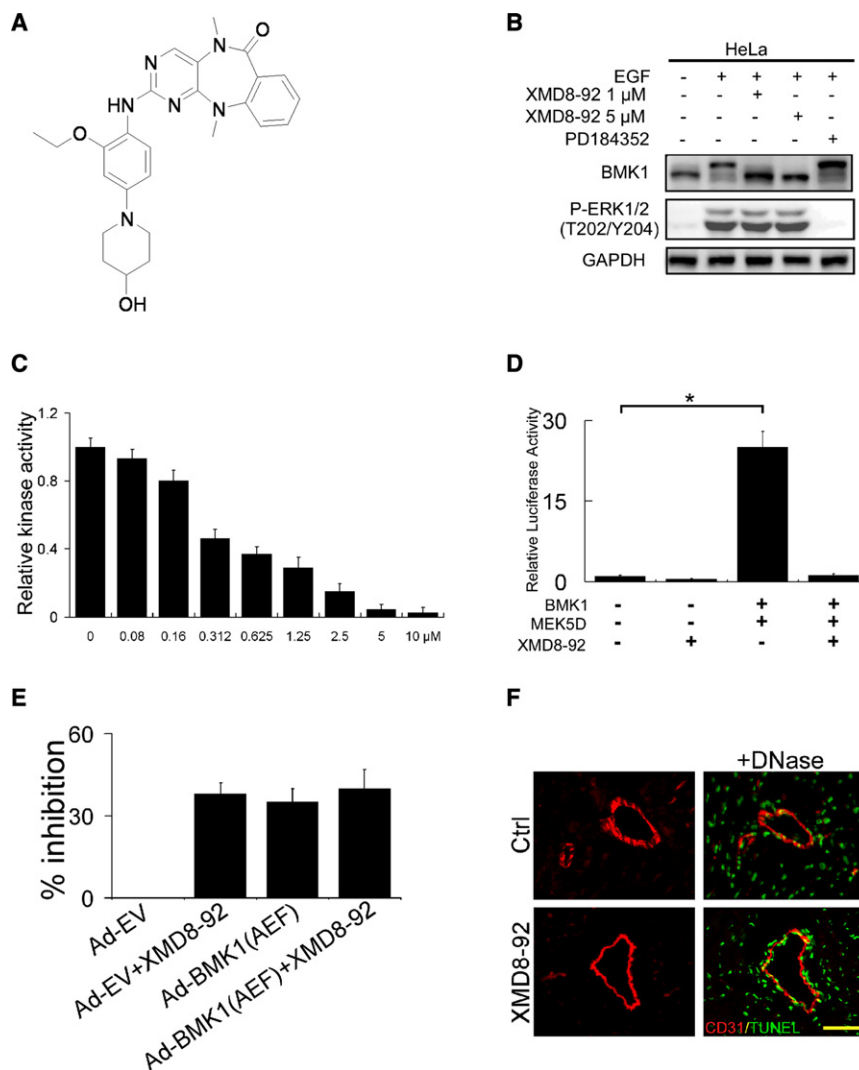 A
N
N
O
N
N
N
HN
O
N
OH
B
HeLa
EGF - + + + +
XMD8-92 1 µM - - + - -
XMD8-92 5 µM - - - + -
PD184352 - - - - +
BMK1
P-ERK1/2
(T202/Y204)
GAPDH
C
Relative kinase activity
1.2
0.8
0.4
0
0 0.08 0.16 0.312 0.625 1.25 2.5 5 10 µM
D
Relative Luciferase Activity
30
15
0
*
BMK1 - - + +
MEK5D - - + +
XMD8-92 - + - +
E
% inhibition
60
30
0
Ad-EV
Ad-EV+XMD8-92
Ad-BMK1(AEF)
Ad-BMK1(AEF)+XMD8-92
F
+DNase
Ctrl
XMD8-92
CD31/TUNEL